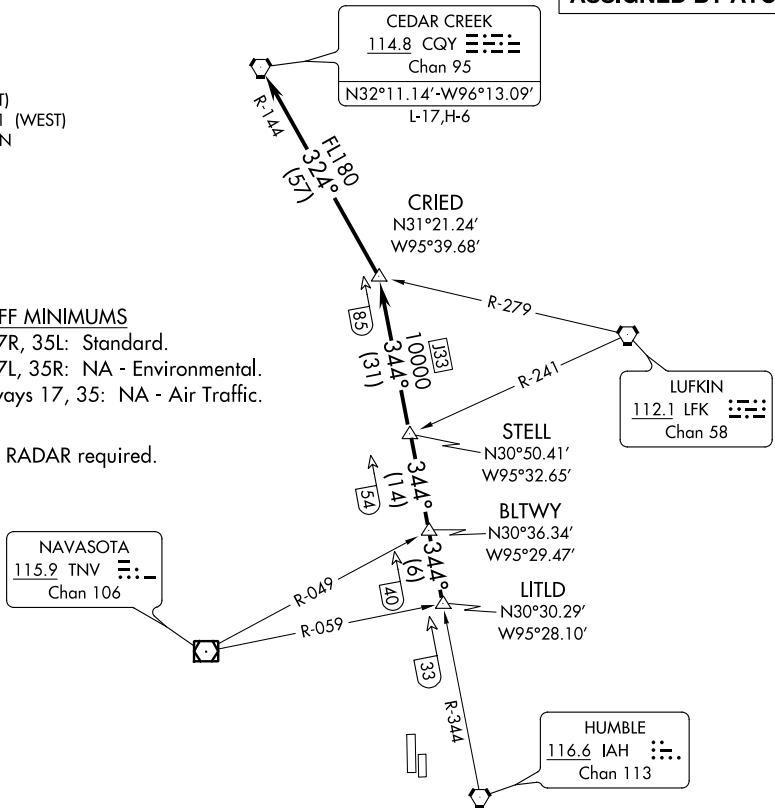 ASSIGNED BY ATC
CEDAR CREEK
114.8 CQY
Chan 95
N32°11.14'-W96°13.09'
L-17,H-6
T)
1 (WEST)
N
R-144
FL180
324°
(57)
CRIED
N31°21.24'
W95°39.68'
FF MINIMUMS
7R, 35L: Standard.
7L, 35R: NA - Environmental.
ways 17, 35: NA - Air Traffic.
RADAR required.
85
R-279
J33
10000
344°
(31)
R-241
LUFKIN
112.1 LFK
Chan 58
STELL
N30°50.41'
W95°32.65'
54
344°
(14)
BLTWY
N30°36.34'
W95°29.47'
NAVASOTA
115.9 TNV
Chan 106
R-049
R-059
40
344°
(6)
LITLD
N30°30.29'
W95°28.10'
33
R-344
HUMBLE
116.6 IAH
Chan 113